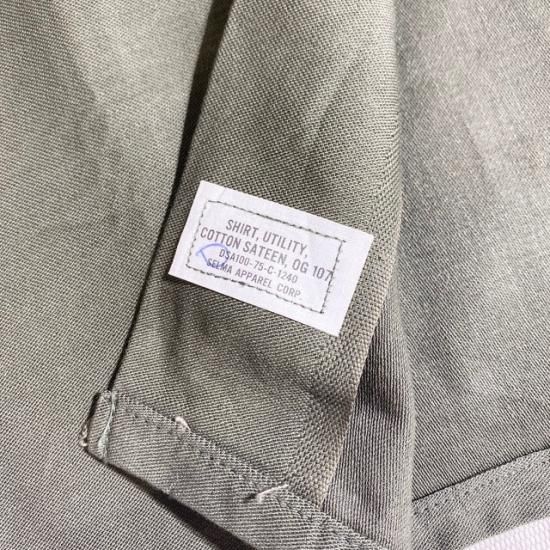 SHIRT, UTILITY,
COTTON SATEEN, OG 107
DSA100-75-C-1240
SELMA APPAREL CORP.